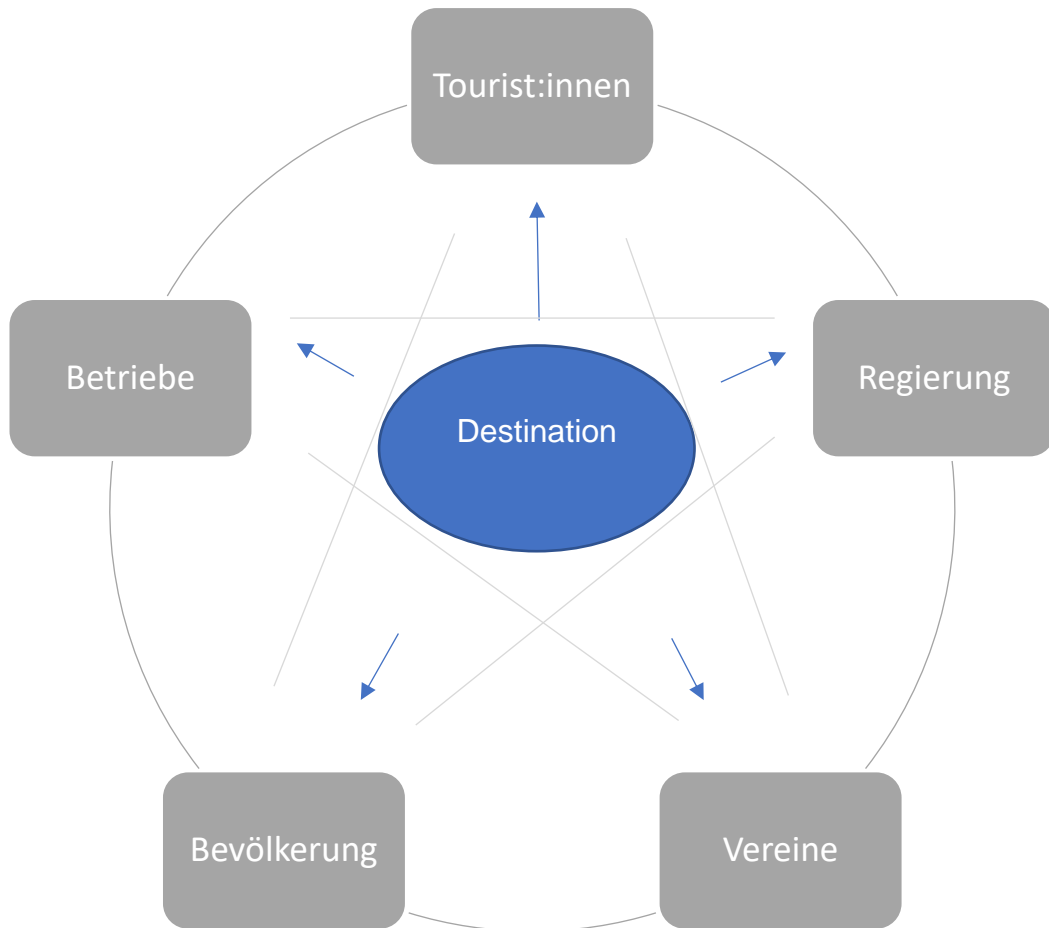 Tourist:innen
Betriebe
Regierung
Destination
Bevölkerung
Vereine